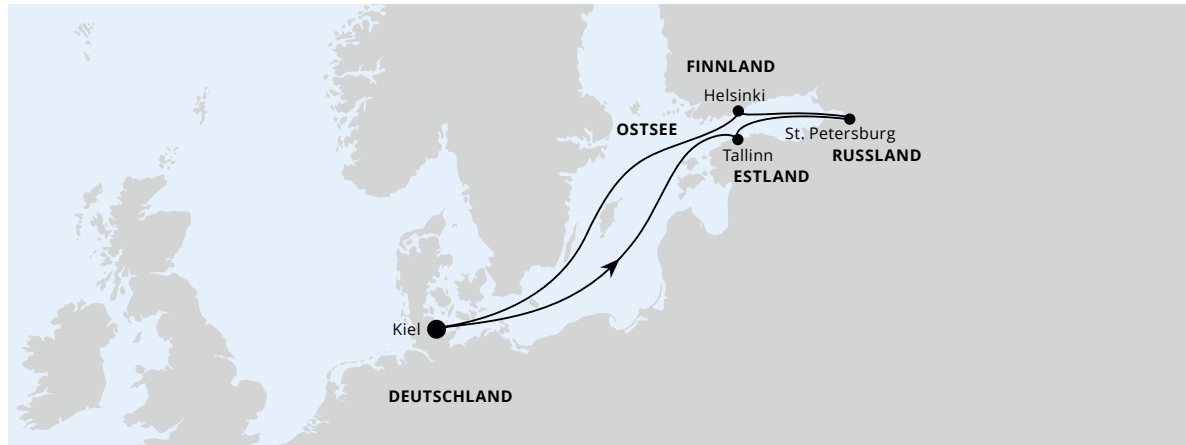 FINNLAND
Helsinki
OSTSEE
St. Petersburg
Tallinn
RUSSLAND
ESTLAND
Kiel
DEUTSCHLAND